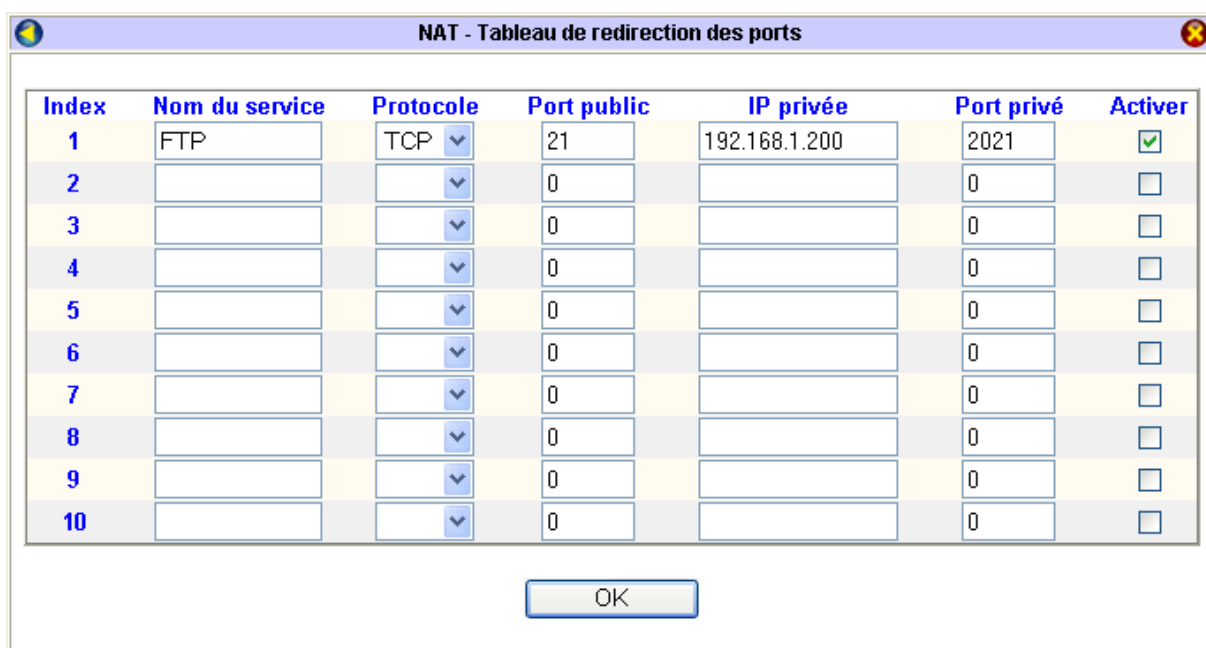 NAT - Tableau de redirection des ports
Index Nom du service Protocole Port public IP privée Port privé Activer
1 FTP TCP 21 192.168.1.200 2021
2 0 0
3 0 0
4 0 0
5 0 0
6 0 0
7 0 0
8 0 0
9 0 0
10 0 0
OK